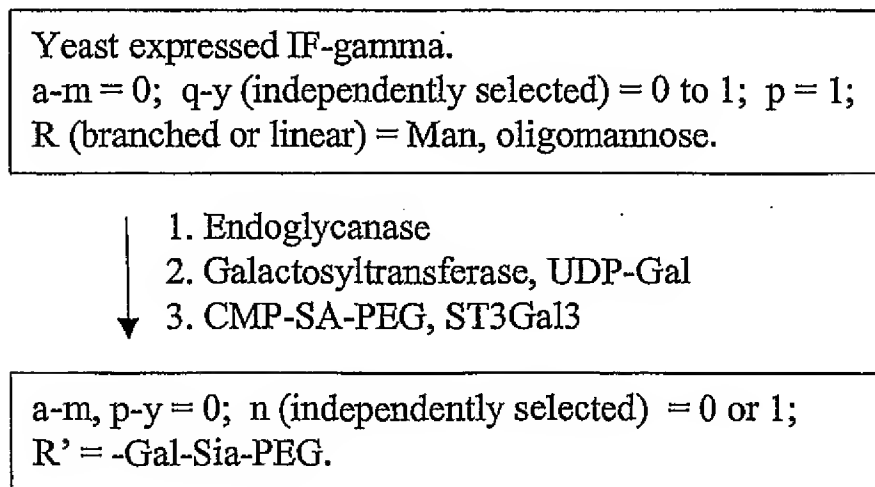 Yeast expressed IF-gamma.
a-m = 0; q-y (independently selected) = 0 to 1; p = 1;
R (branched or linear) = Man, oligomannose.
1. Endoglycanase
2. Galactosyltransferase, UDP-Gal
3. CMP-SA-PEG, ST3Gal3
a-m, p-y = 0; n (independently selected) = 0 or 1;
R’ = -Gal-Sia-PEG.